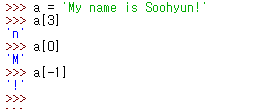 >>> a = 'My name is Soohyun!'
>>> a[3]
'n'
>>> a[0]
'M'
>>> a[-1]
'!'
>>>
>>>